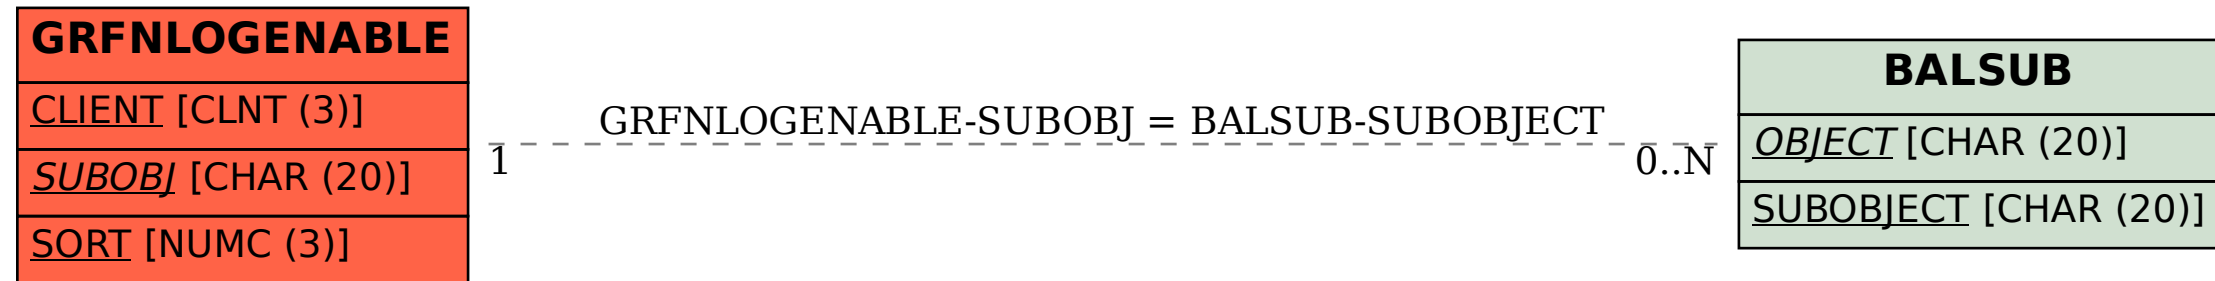 GRFNLOGENABLE
CLIENT [CLNT (3)]
SUBOBJ [CHAR (20)]
SORT [NUMC (3)]
GRFNLOGENABLE-SUBOBJ = BALSUB-SUBOBJECT
1
0..N
BALSUB
OBJECT [CHAR (20)]
SUBOBJECT [CHAR (20)]